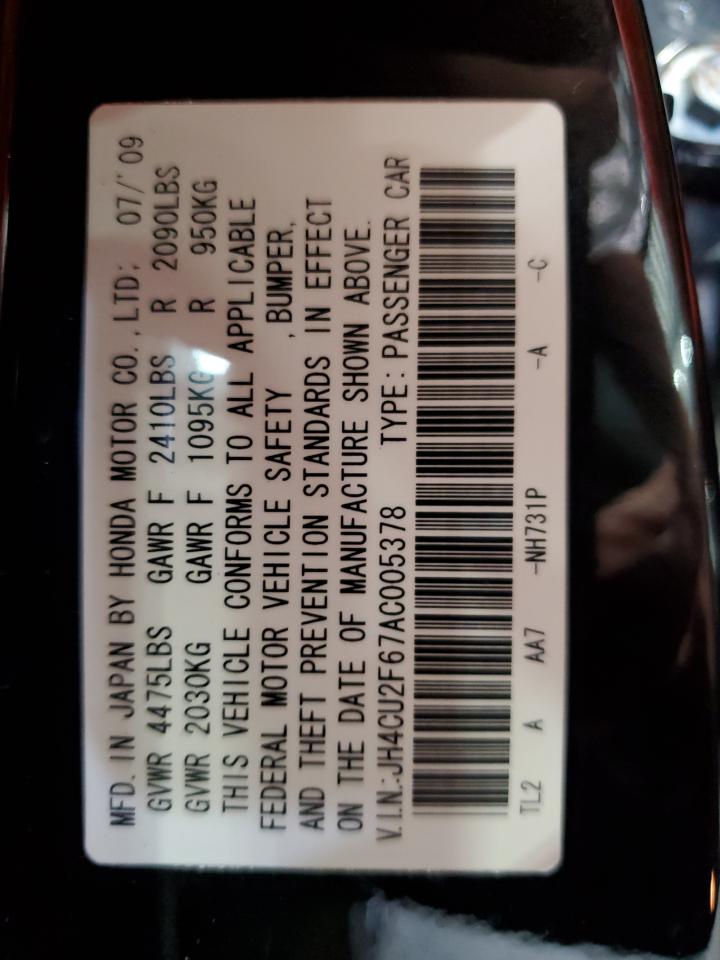 MFD. IN JAPAN BY HONDA MOTOR CO., LTD; 07/'09
GVWR 4475LBS GAWR F 2410LBS R 2090LBS
GVWR 2030KG GAWR F 1095KG R 950KG
THIS VEHICLE CONFORMS TO ALL APPLICABLE
FEDERAL MOTOR VEHICLE SAFETY , BUMPER,
AND THEFT PREVENTION STANDARDS IN EFFECT
ON THE DATE OF MANUFACTURE SHOWN ABOVE.
V.I.N.:JH4CU2F67AC005378 TYPE: PASSENGER CAR
TL2 A AA7 -NH731P -A -C